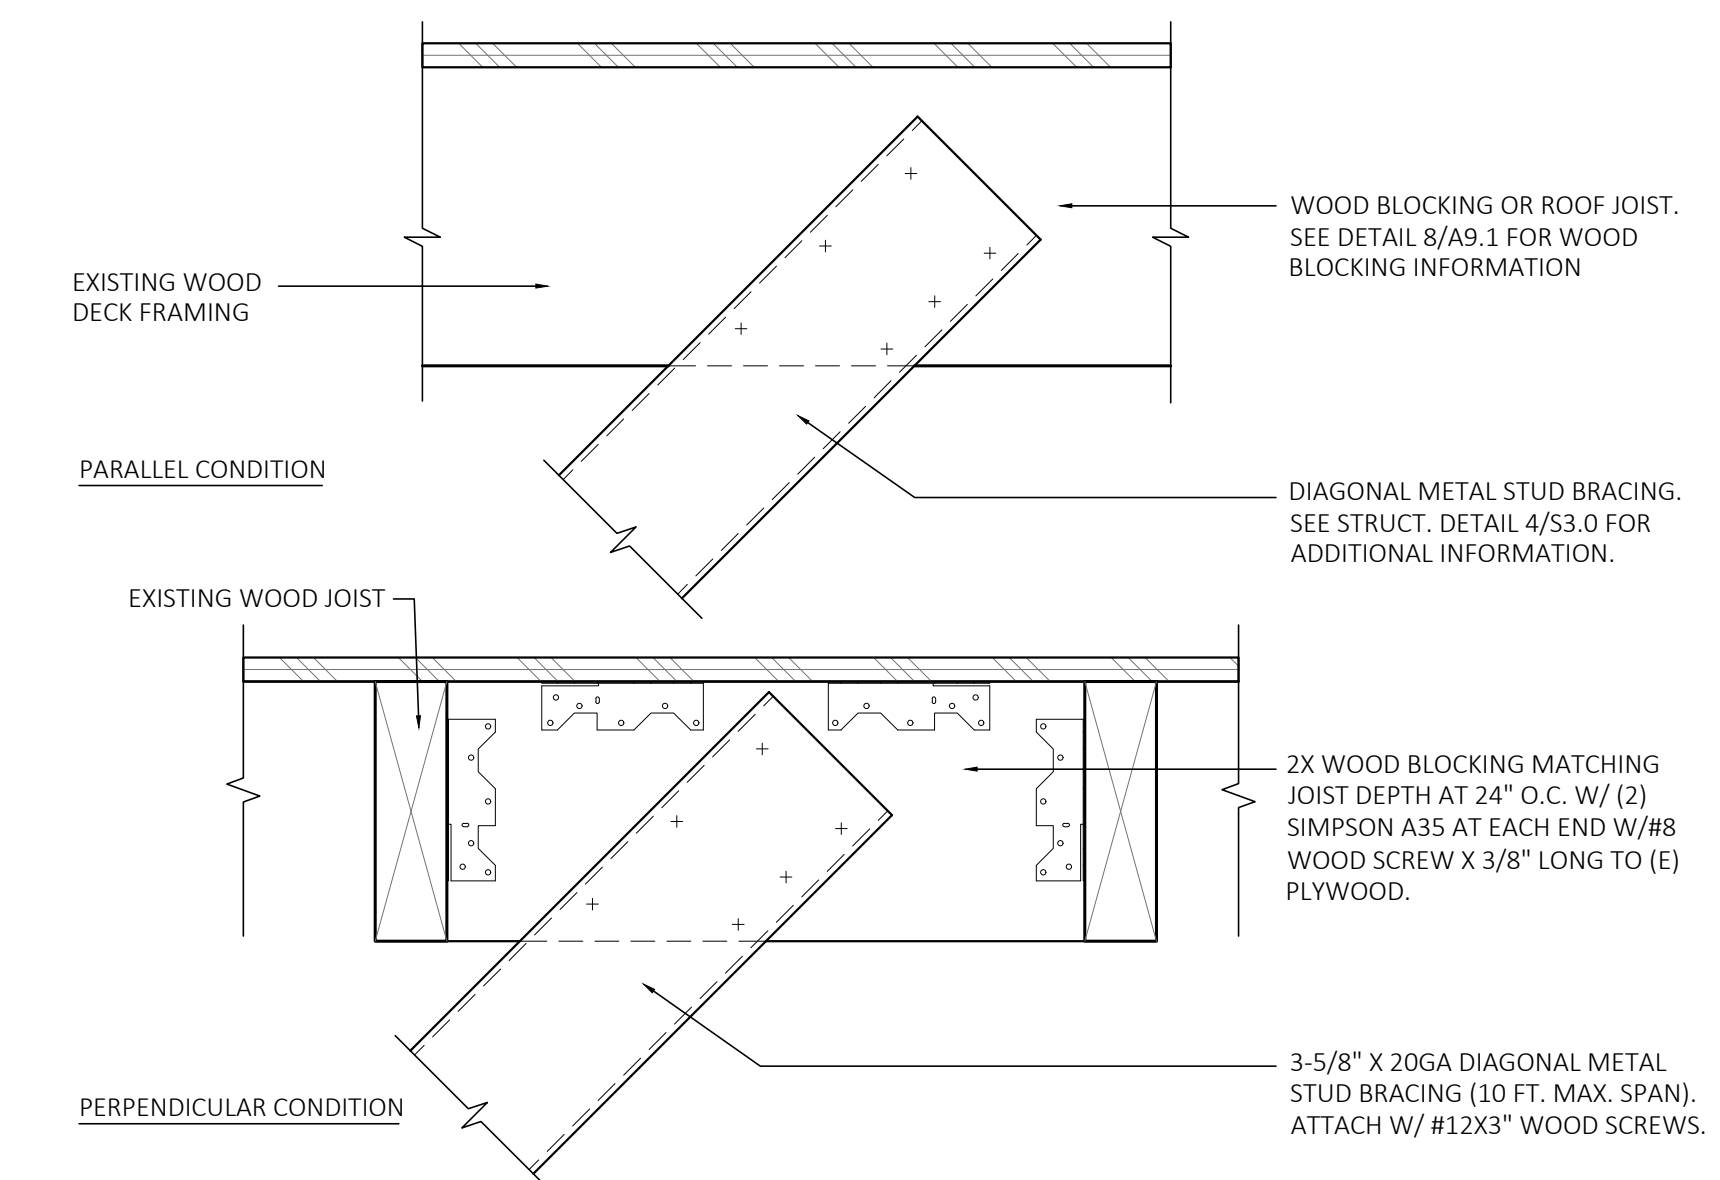 WOOD BLOCKING OR ROOF JOIST.
SEE DETAIL 8/A9.1 FOR WOOD
BLOCKING INFORMATION
EXISTING WOOD
DECK FRAMING
PARALLEL CONDITION
DIAGONAL METAL STUD BRACING.
SEE STRUCT. DETAIL 4/S3.0 FOR
ADDITIONAL INFORMATION.
EXISTING WOOD JOIST
2X WOOD BLOCKING MATCHING
JOIST DEPTH AT 24" O.C. W/ (2)
SIMPSON A35 AT EACH END W/#8
WOOD SCREW X 3/8" LONG TO (E)
PLYWOOD.
3-5/8" X 20GA DIAGONAL METAL
STUD BRACING (10 FT. MAX. SPAN).
ATTACH W/ #12X3" WOOD SCREWS.
PERPENDICULAR CONDITION